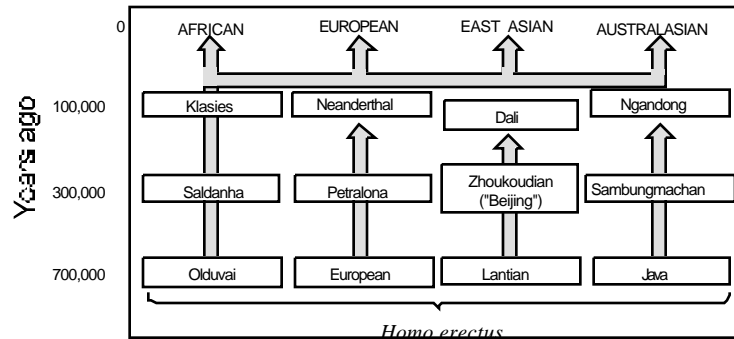 0
AFRICAN EUROPEAN EAST ASIAN AUSTRALASIAN
Years ago
100,000
Klasies Neanderthal Dali Ngandong
300,000
Saldanha Petralona Zhoukoudian Sambungmachan
("Beijing")
700,000
Olduvai European Lantian Java
Homo erectus